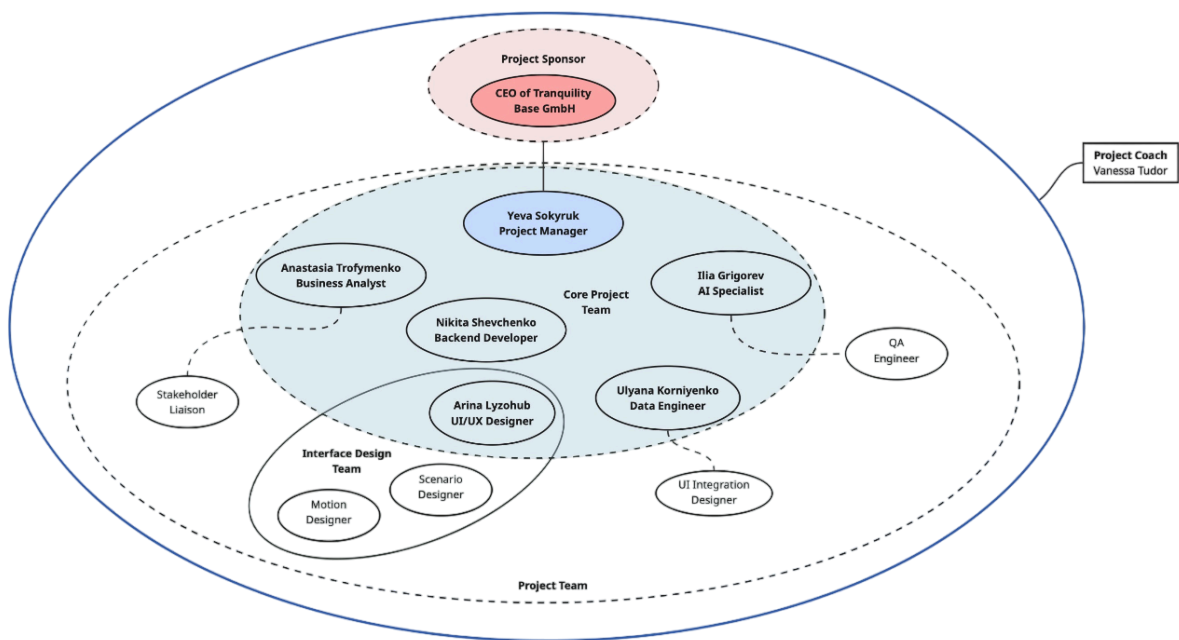 Project Sponsor
CEO of Tranquility
Base GmbH
Project Coach
Vanessa Tudor
Yeva Sokyruk
Project Manager
Anastasia Trofymenko
Business Analyst
Ilia Grigorev
AI Specialist
Core Project
Team
Nikita Shevchenko
Backend Developer
QA
Engineer
Stakeholder
Liaison
Arina Lyzohub
UI/UX Designer
Ulyana Korniyenko
Data Engineer
Interface Design
Team
Scenario
Designer
Motion
Designer
UI Integration
Designer
Project Team